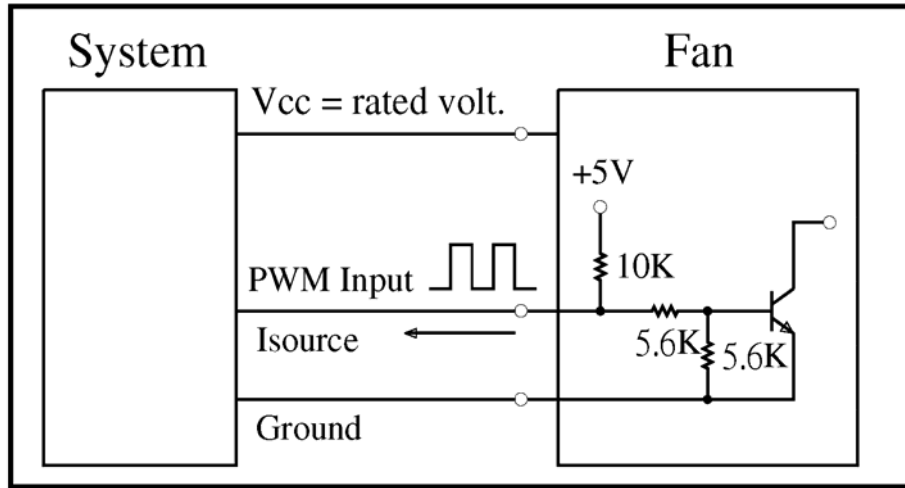 System
Fan
Vcc = rated volt.
+5V
10K
PWM Input
Isource
5.6K
5.6K
Ground